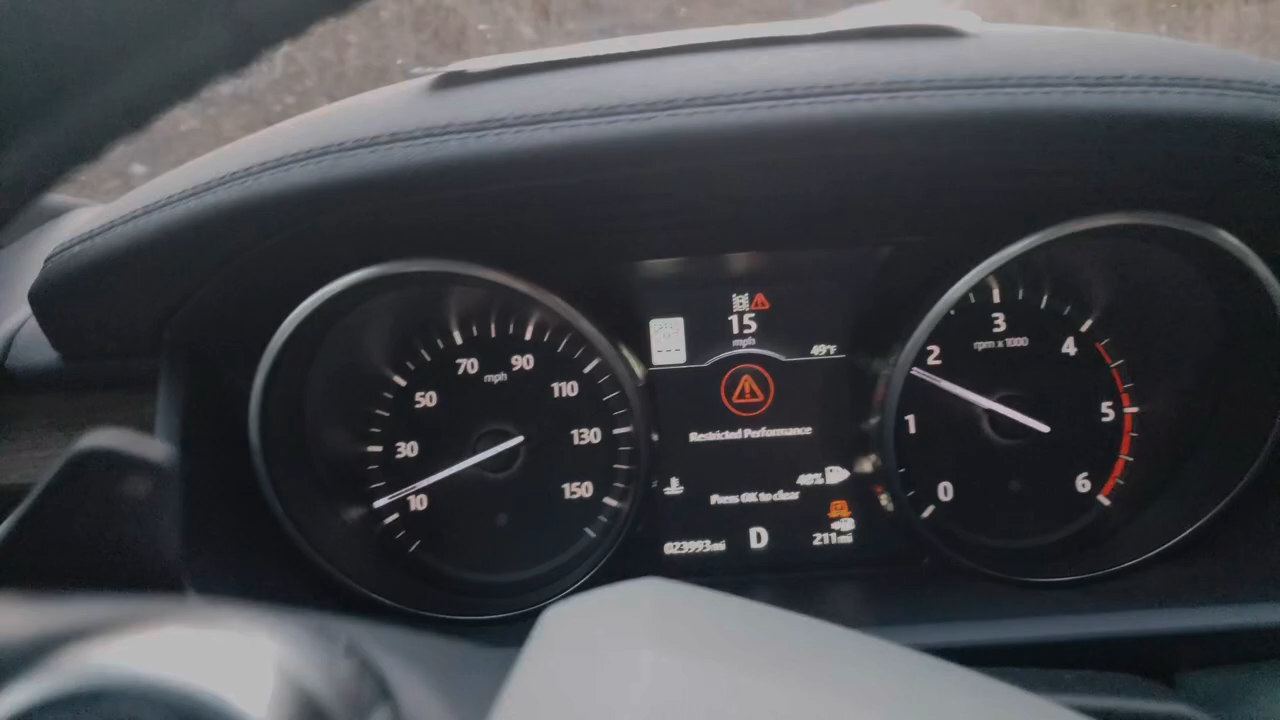 15
mph
49°F
Restricted Performance
48%
Press OK to clear
023993mi
D
211mi
10
30
50
70
90
110
130
150
mph
0
1
2
3
4
5
6
rpm x 1000